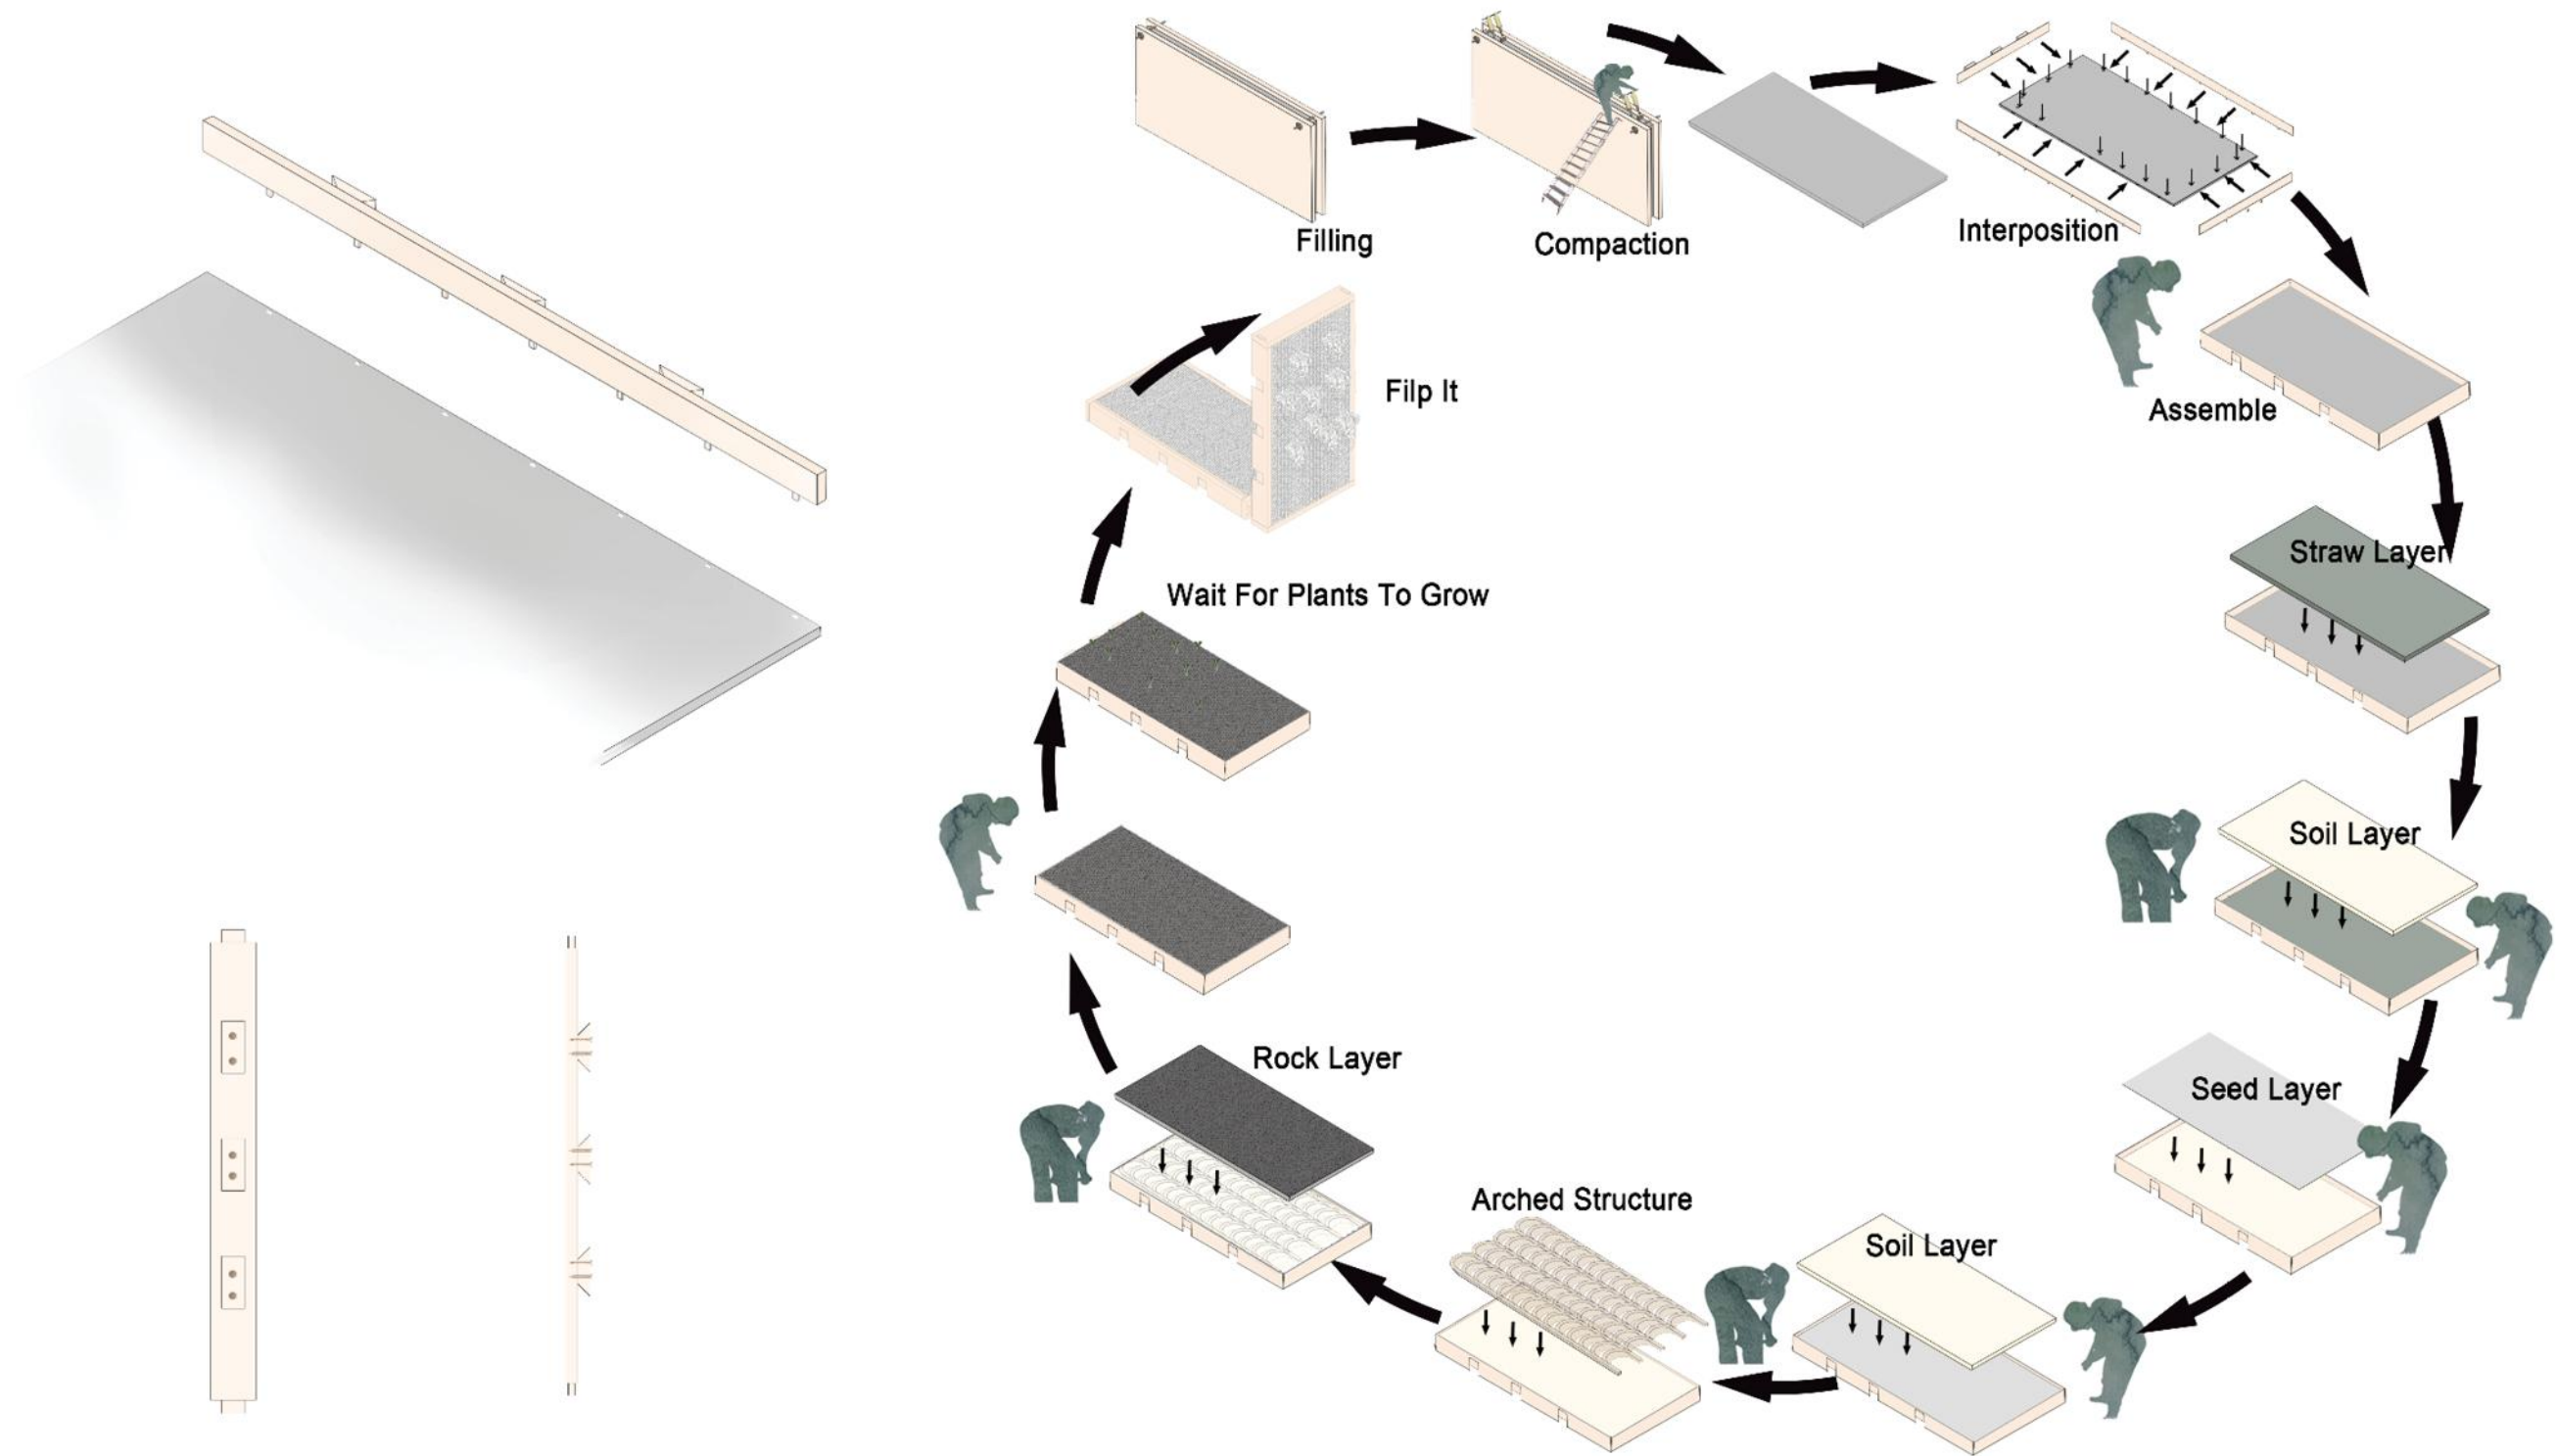 Filling
Compaction
Interposition
Assemble
Straw Layer
Soil Layer
Seed Layer
Soil Layer
Arched Structure
Rock Layer
Wait For Plants To Grow
Filp It